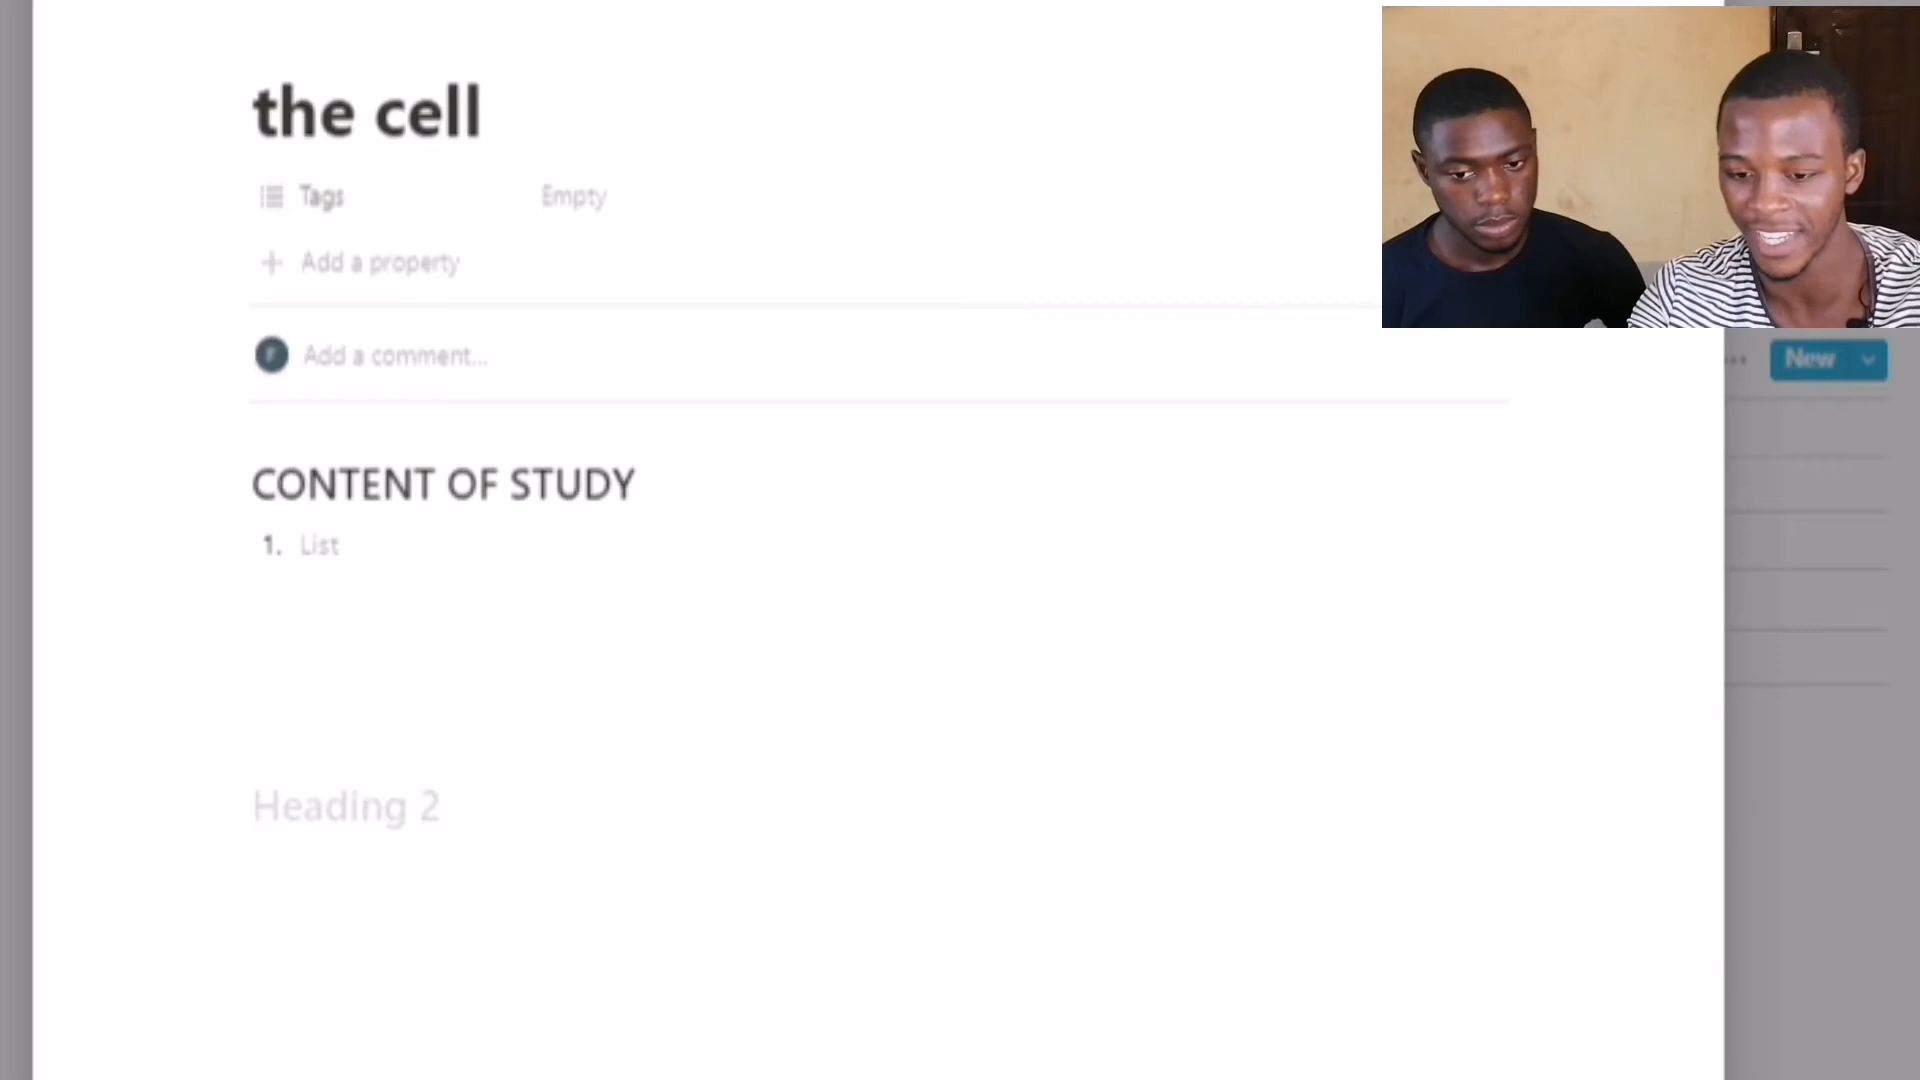 the cell
Tags Empty
Add a property
F Add a comment...
New
CONTENT OF STUDY
1. List
Heading 2